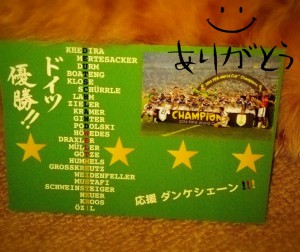 ありがとう
ドイツ
優勝!!
KHEDIRA
MERTESACKER
DURM
BOATENG
KLOSE
SCHÜRRLE
LAHM
ZIELER
KRAMER
GINTER
PODOLSKI
HÖWEDES
DRAXLER
MÜLLER
GÖTZE
HUMMELS
GROSSKREUTZ
WEIDENFELLER
MUSTAFI
SCHWEINSTEIGER
NEUER
KROOS
ÖZIL
CHAMPION
応援 ダンケシェーン!!!